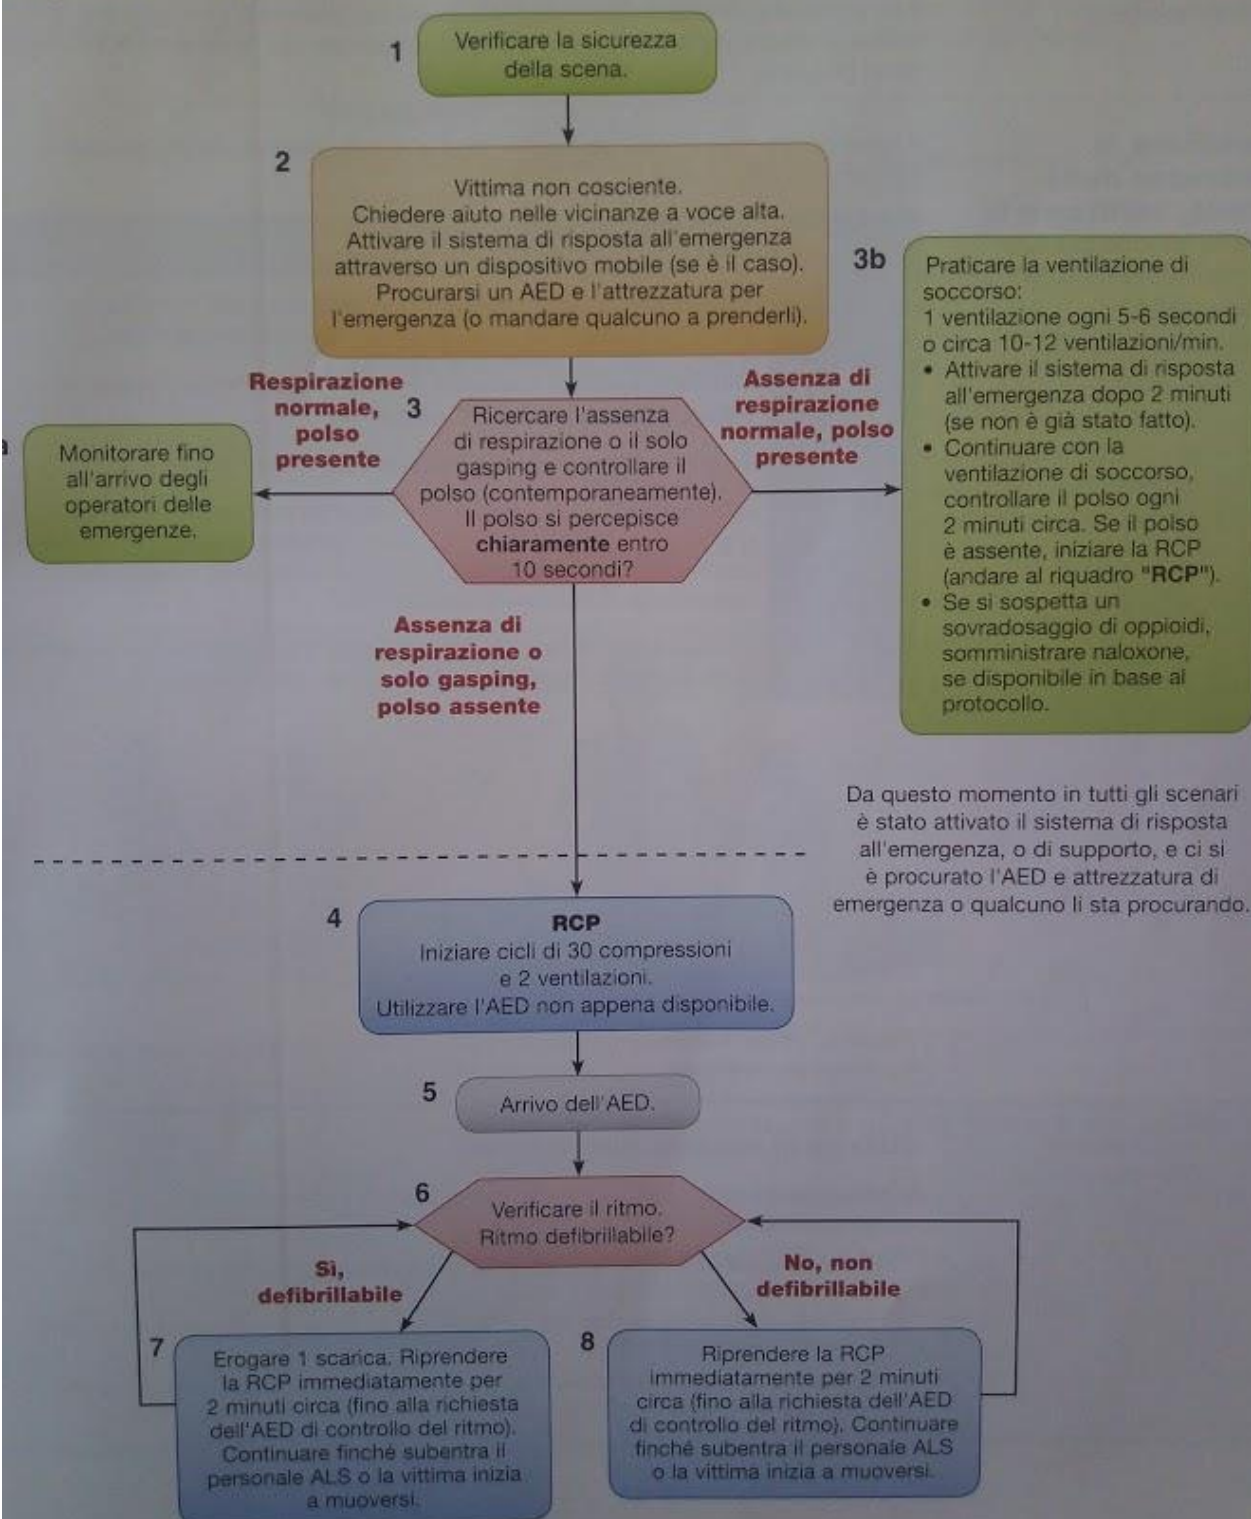 1
Verificare la sicurezza
della scena.
2
Vittima non cosciente.
Chiedere aiuto nelle vicinanze a voce alta.
Attivare il sistema di risposta all'emergenza
attraverso un dispositivo mobile (se è il caso).
Procurarsi un AED e l'attrezzatura per
l'emergenza (o mandare qualcuno a prenderli).
Respirazione
normale,
polso
presente
3
Ricercare l'assenza
di respirazione o il solo
gasping e controllare il
polso (contemporaneamente).
Il polso si percepisce
chiaramente entro
10 secondi?
Assenza di
respirazione
normale, polso
presente
Monitorare fino
all'arrivo degli
operatori delle
emergenze.
3b
Praticare la ventilazione di
soccorso:
1 ventilazione ogni 5-6 secondi
o circa 10-12 ventilazioni/min.
• Attivare il sistema di risposta
all'emergenza dopo 2 minuti
(se non è già stato fatto).
• Continuare con la
ventilazione di soccorso,
controllare il polso ogni
2 minuti circa. Se il polso
è assente, iniziare la RCP
(andare al riquadro "RCP").
• Se si sospetta un
sovradosaggio di oppioidi,
somministrare naloxone,
se disponibile in base al
protocollo.
Assenza di
respirazione o
solo gasping,
polso assente
Da questo momento in tutti gli scenari
è stato attivato il sistema di risposta
all'emergenza, o di supporto, e ci si
è procurato l'AED e attrezzatura di
emergenza o qualcuno li sta procurando.
4
RCP
Iniziare cicli di 30 compressioni
e 2 ventilazioni.
Utilizzare l'AED non appena disponibile.
5
Arrivo dell'AED.
6
Verificare il ritmo.
Ritmo defibrillabile?
Sì,
defibrillabile
No, non
defibrillabile
7
Erogare 1 scarica. Riprendere
la RCP immediatamente per
2 minuti circa (fino alla richiesta
dell'AED di controllo del ritmo).
Continuare finché subentra il
personale ALS o la vittima inizia
a muoversi.
8
Riprendere la RCP
immediatamente per 2 minuti
circa (fino alla richiesta dell'AED
di controllo del ritmo). Continuare
finché subentra il personale ALS
o la vittima inizia a muoversi.